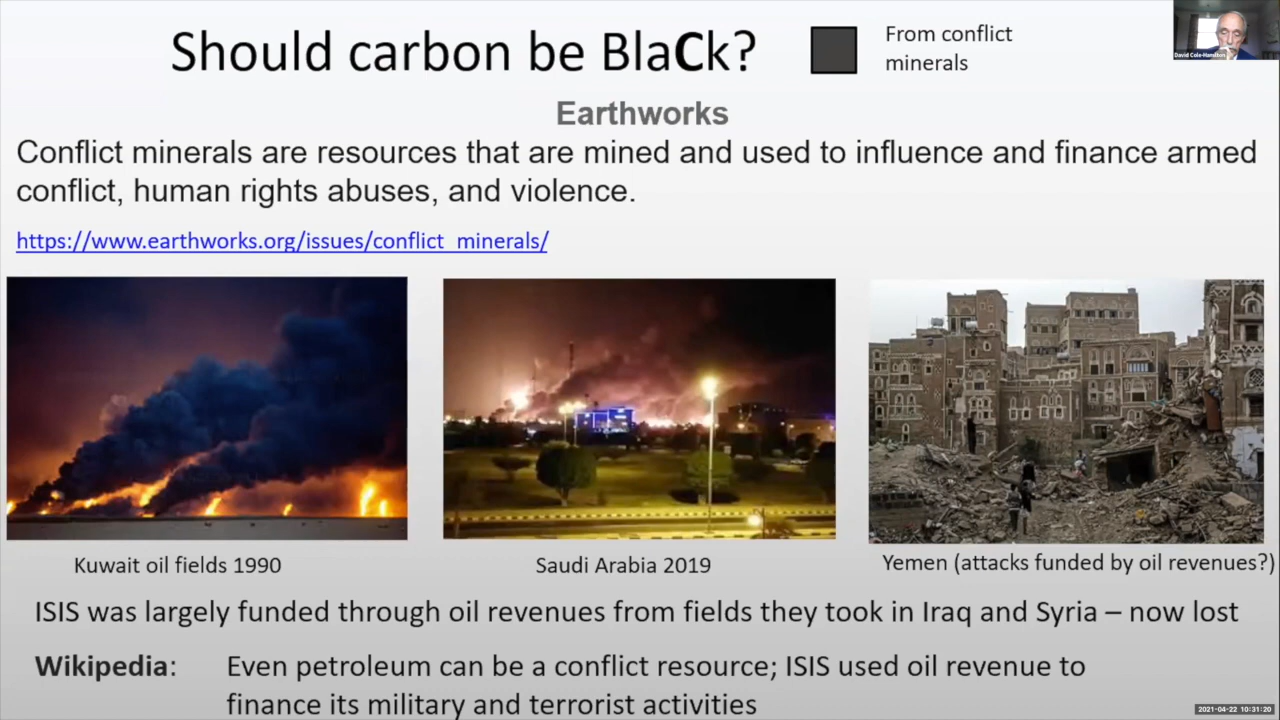 Should carbon be BlaCk?
From conflict
minerals
David Cole-Hamilton
Earthworks
Conflict minerals are resources that are mined and used to influence and finance armed
conflict, human rights abuses, and violence.
https://www.earthworks.org/issues/conflict_minerals/
Kuwait oil fields 1990
Saudi Arabia 2019
Yemen (attacks funded by oil revenues?)
ISIS was largely funded through oil revenues from fields they took in Iraq and Syria – now lost
Wikipedia: Even petroleum can be a conflict resource; ISIS used oil revenue to
finance its military and terrorist activities
2021-04-22 10:31:20